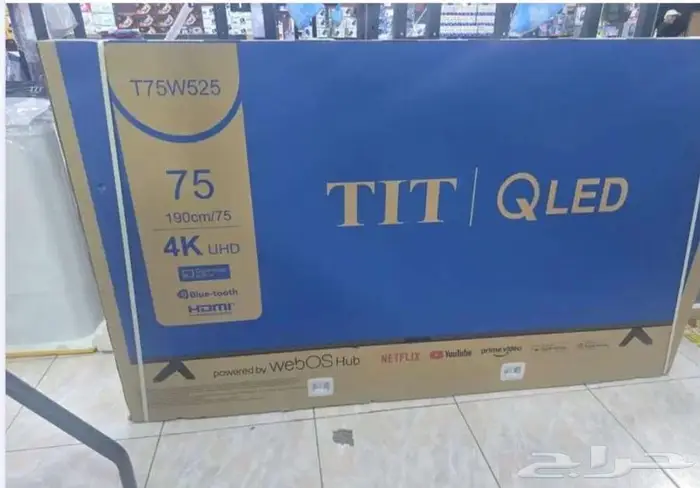 T75W525
75
190cm/75
4K UHD
Blue-tooth
HDMI
TIT | QLED
powered by webOS Hub
NETFLIX
YouTube
prime video
حراج